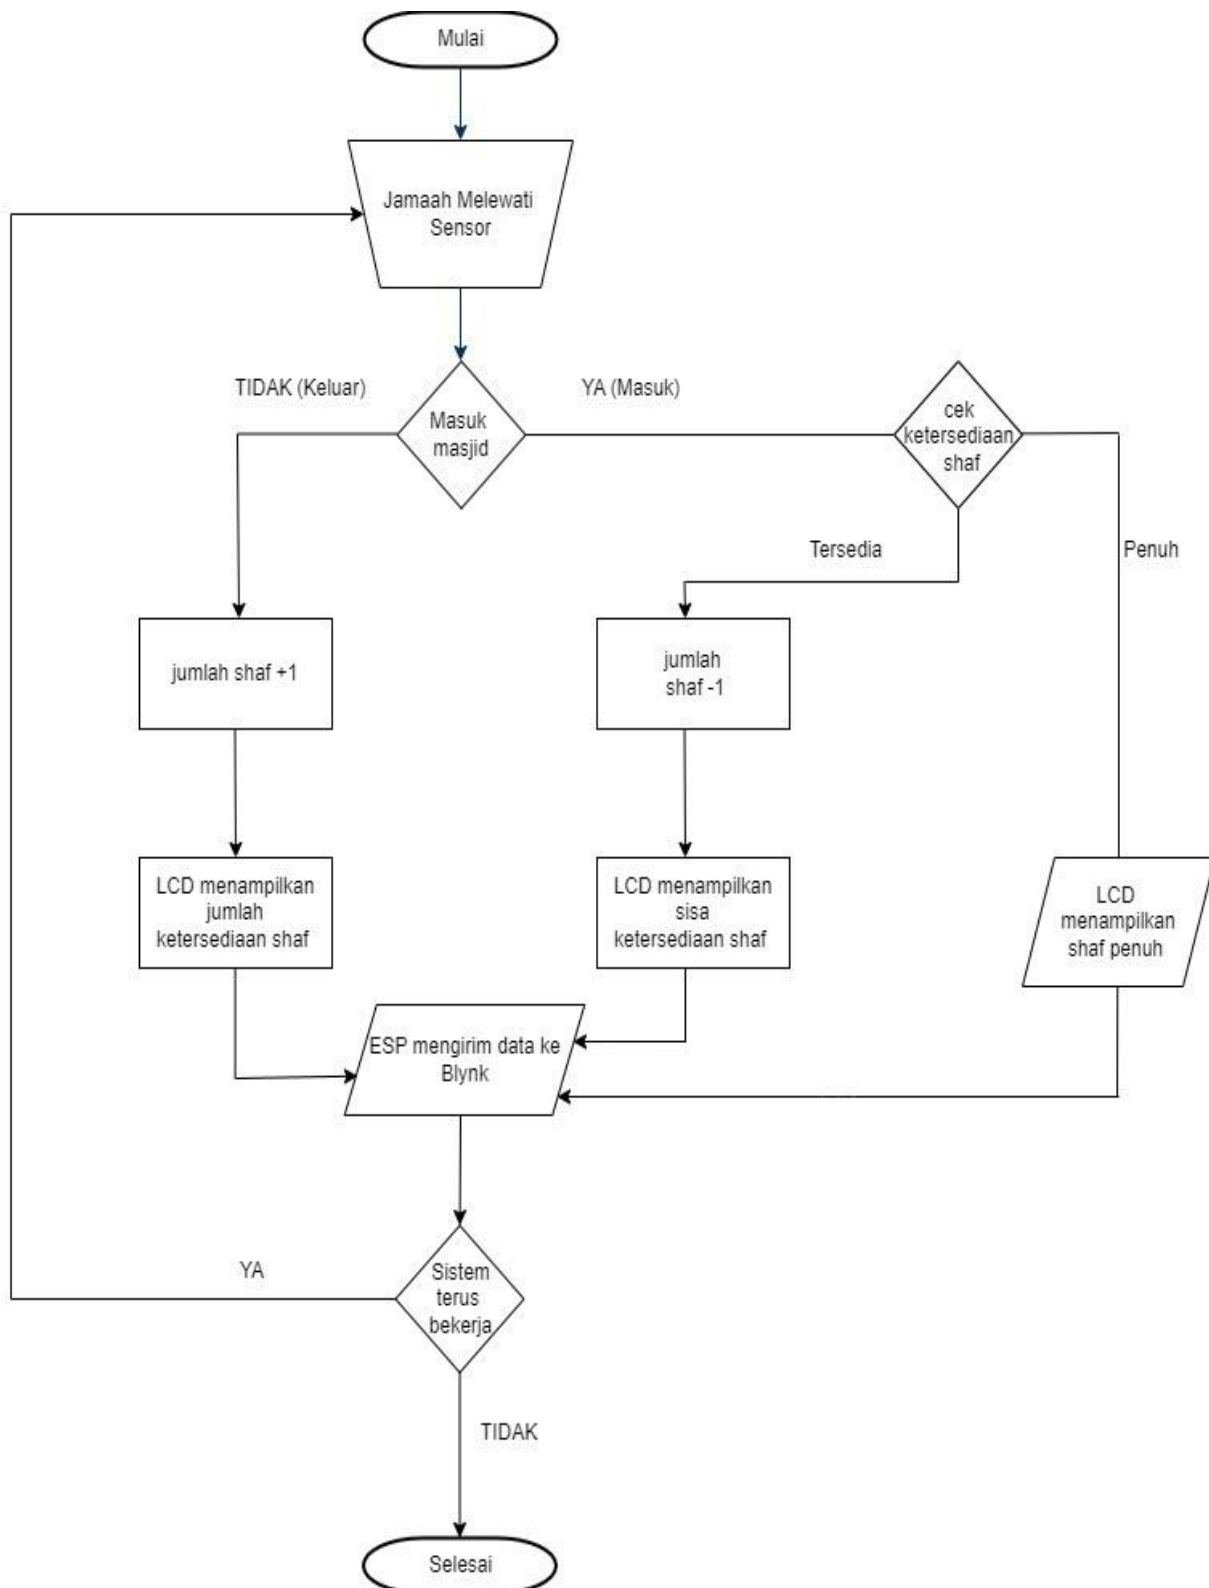 Mulai
Jamaah Melewati
Sensor
TIDAK (Keluar)
YA (Masuk)
Masuk
masjid
cek
ketersediaan
shaf
Tersedia
Penuh
jumlah shaf +1
jumlah
shaf -1
LCD menampilkan
jumlah
ketersediaan shaf
LCD menampilkan
sisa
ketersediaan shaf
LCD
menampilkan
shaf penuh
ESP mengirim data ke
Blynk
YA
Sistem
terus
bekerja
TIDAK
Selesai